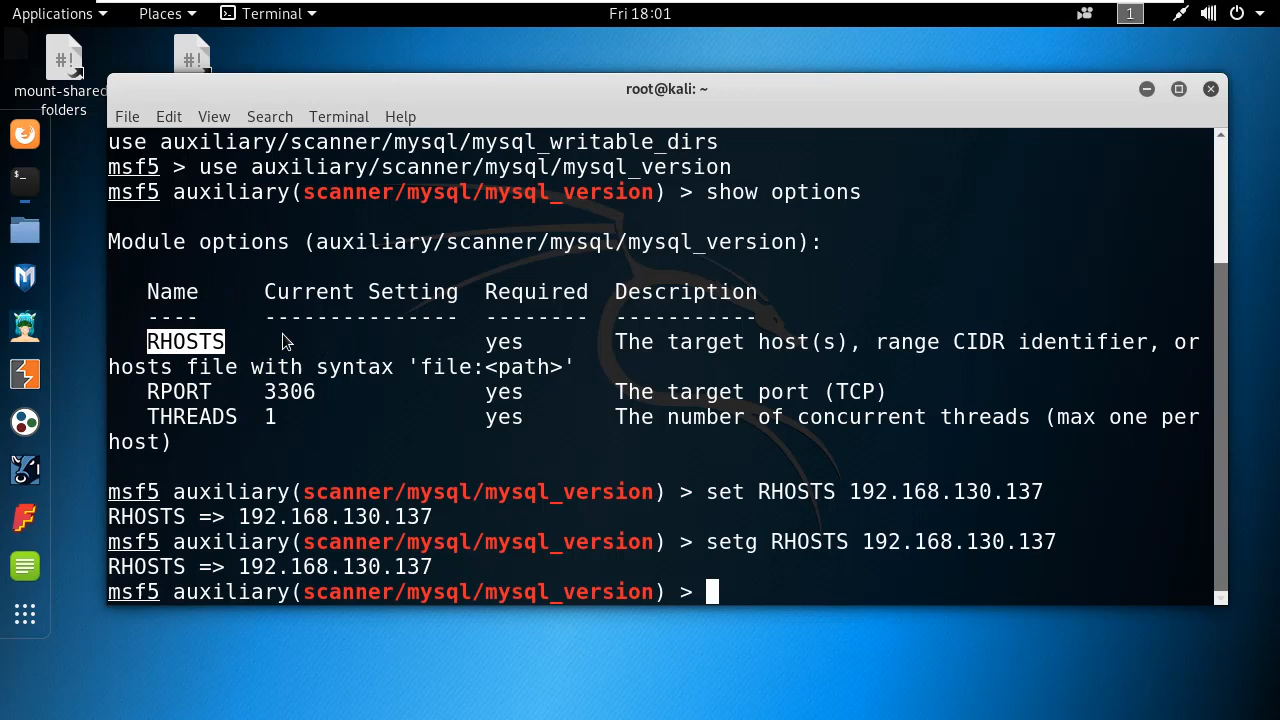 Applications Places Terminal Fri 18:01 1
#! #!
mount-shared
folders
root@kali: ~
File Edit View Search Terminal Help
use auxiliary/scanner/mysql/mysql_writable_dirs
msf5 > use auxiliary/scanner/mysql/mysql_version
msf5 auxiliary(scanner/mysql/mysql_version) > show options
Module options (auxiliary/scanner/mysql/mysql_version):
Name Current Setting Required Description
---- --------------- -------- -----------
RHOSTS yes The target host(s), range CIDR identifier, or
hosts file with syntax 'file:<path>'
RPORT 3306 yes The target port (TCP)
THREADS 1 yes The number of concurrent threads (max one per
host)
msf5 auxiliary(scanner/mysql/mysql_version) > set RHOSTS 192.168.130.137
RHOSTS => 192.168.130.137
msf5 auxiliary(scanner/mysql/mysql_version) > setg RHOSTS 192.168.130.137
RHOSTS => 192.168.130.137
msf5 auxiliary(scanner/mysql/mysql_version) >